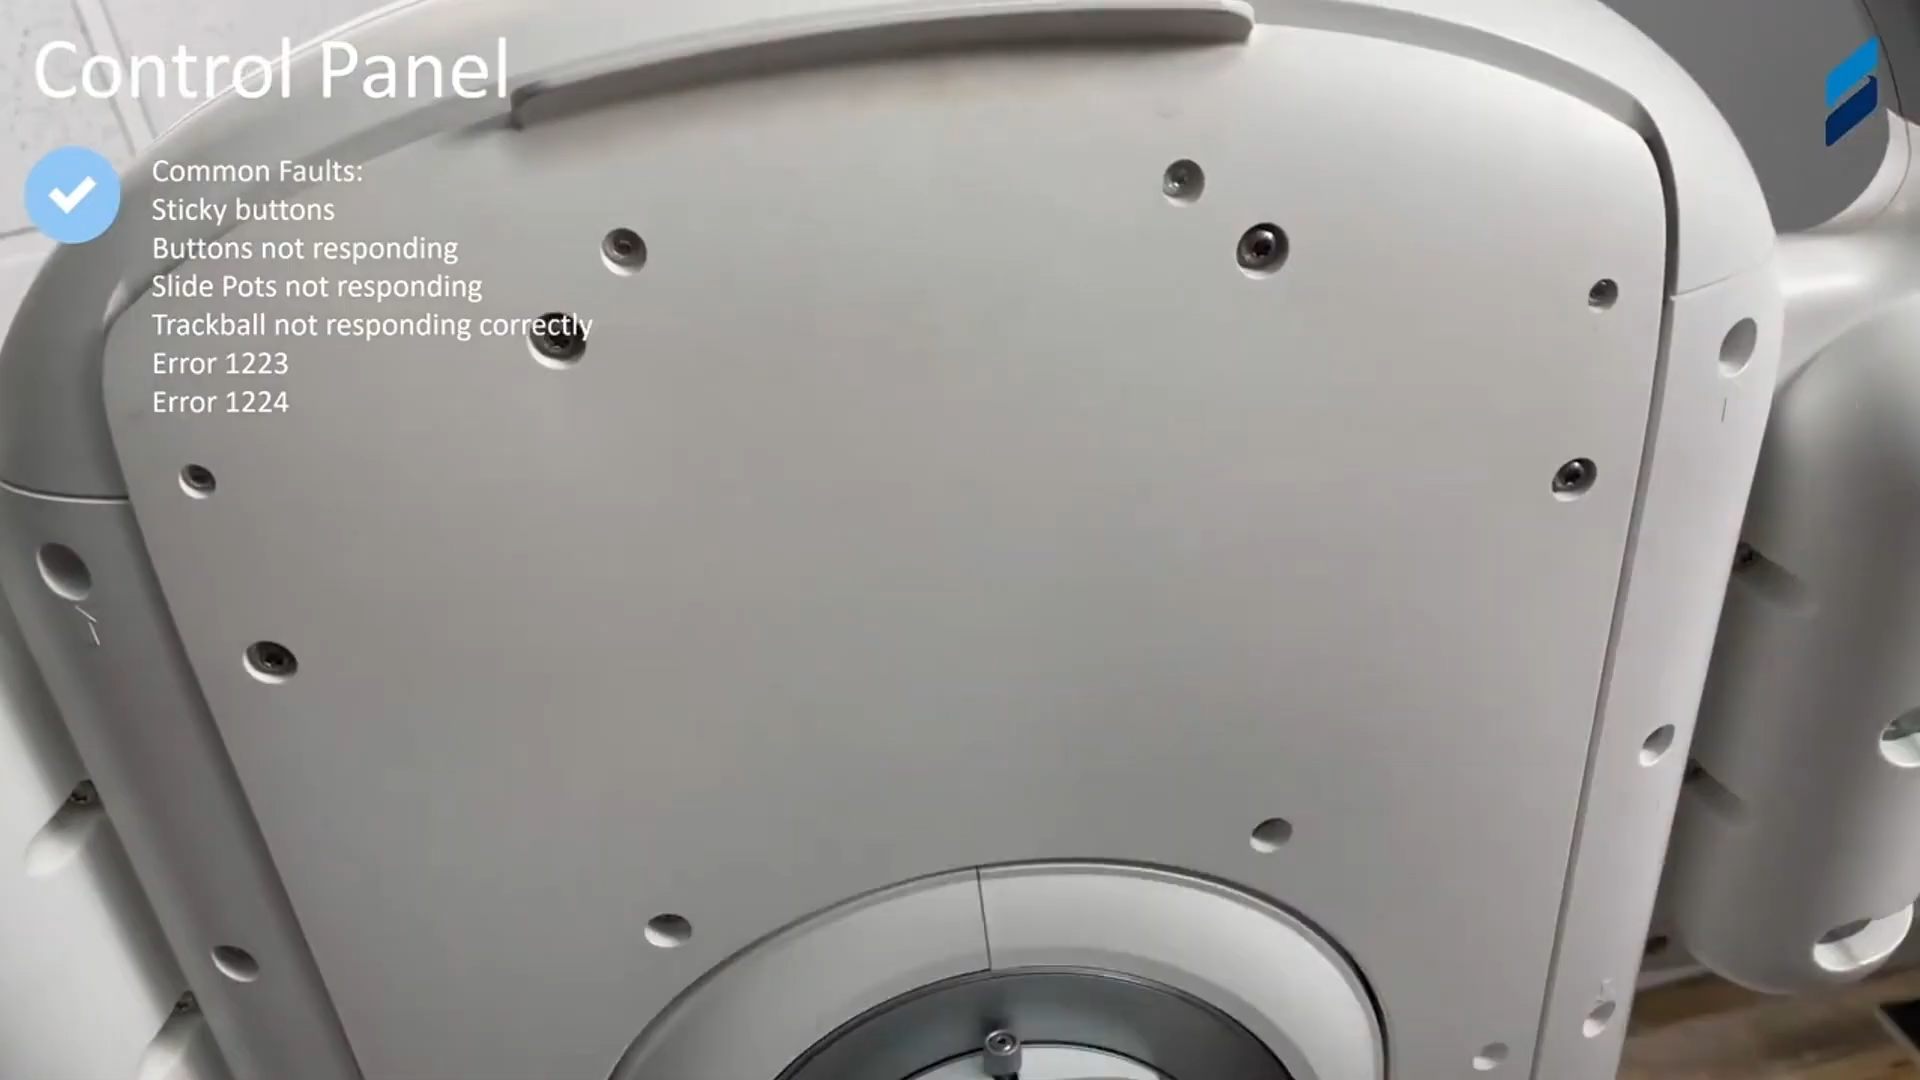 Control Panel
Common Faults:
Sticky buttons
Buttons not responding
Slide Pots not responding
Trackball not responding correctly
Error 1223
Error 1224